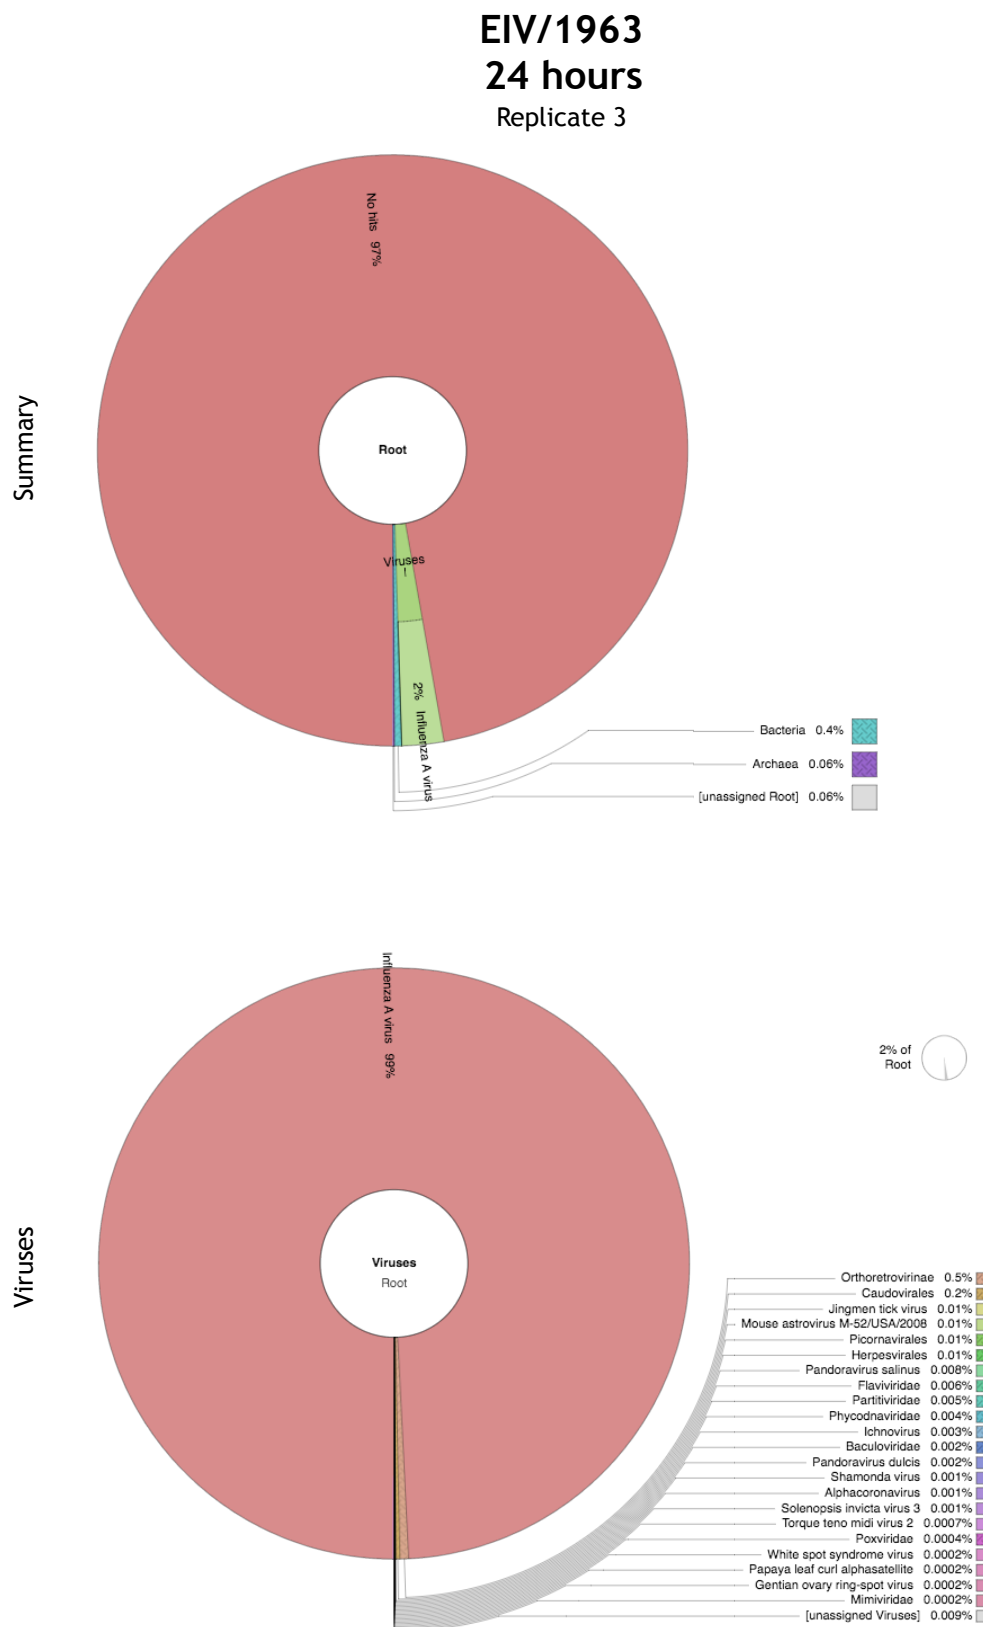 EIV/1963
24 hours
Replicate 3
Summary
No hits 97%
Root
Viruses
2% Influenza A virus
Bacteria 0.4%
Archaea 0.06%
[unassigned Root] 0.06%
Viruses
Influenza A virus 99%
2% of
Root
Viruses
Root
Orthoretrovirinae 0.5%
Caudovirales 0.2%
Jingmen tick virus 0.01%
Mouse astrovirus M-52/USA/2008 0.01%
Picornavirales 0.01%
Herpesvirales 0.01%
Pandoravirus salinus 0.008%
Flaviviridae 0.006%
Partitiviridae 0.005%
Phycodnaviridae 0.004%
Ichnovirus 0.003%
Baculoviridae 0.002%
Pandoravirus dulcis 0.002%
Shamonda virus 0.001%
Alphacoronavirus 0.001%
Solenopsis invicta virus 3 0.001%
Torque teno midi virus 2 0.0007%
Poxviridae 0.0004%
White spot syndrome virus 0.0002%
Papaya leaf curl alphasatellite 0.0002%
Gentian ovary ring-spot virus 0.0002%
Mimiviridae 0.0002%
[unassigned Viruses] 0.009%